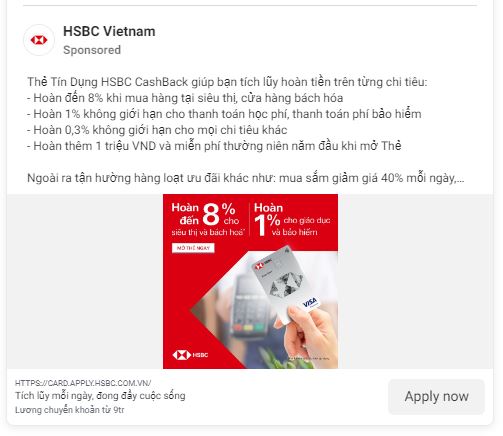 HSBC Vietnam
Sponsored
Thẻ Tín Dụng HSBC CashBack giúp bạn tích lũy hoàn tiền trên từng chi tiêu:
- Hoàn đến 8% khi mua hàng tại siêu thị, cửa hàng bách hóa
- Hoàn 1% không giới hạn cho thanh toán học phí, thanh toán phí bảo hiểm
- Hoàn 0,3% không giới hạn cho mọi chi tiêu khác
- Hoàn thêm 1 triệu VND và miễn phí thường niên năm đầu khi mở Thẻ
Ngoài ra tận hưởng hàng loạt ưu đãi khác như: mua sắm giảm giá 40% mỗi ngày,...
Hoàn đến 8% cho
siêu thị và bách hoá*
Hoàn 1% cho giáo dục và bảo hiểm
MỞ THẺ NGAY
VISA
HSBC
HTTPS://CARD.APPLY.HSBC.COM.VN/
Tích lũy mỗi ngày, đong đầy cuộc sống
Lương chuyển khoản từ 9tr
Apply now